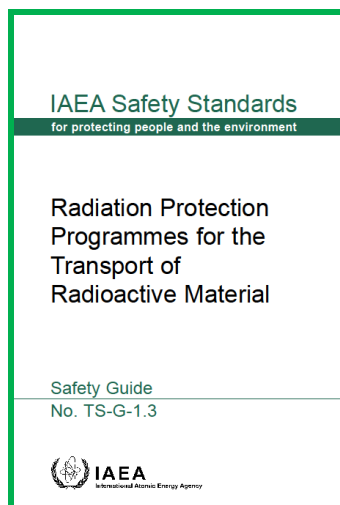 IAEA Safety Standards
for protecting people and the environment
Radiation Protection
Programmes for the
Transport of
Radioactive Material
Safety Guide
No. TS-G-1.3
IAEA
International Atomic Energy Agency